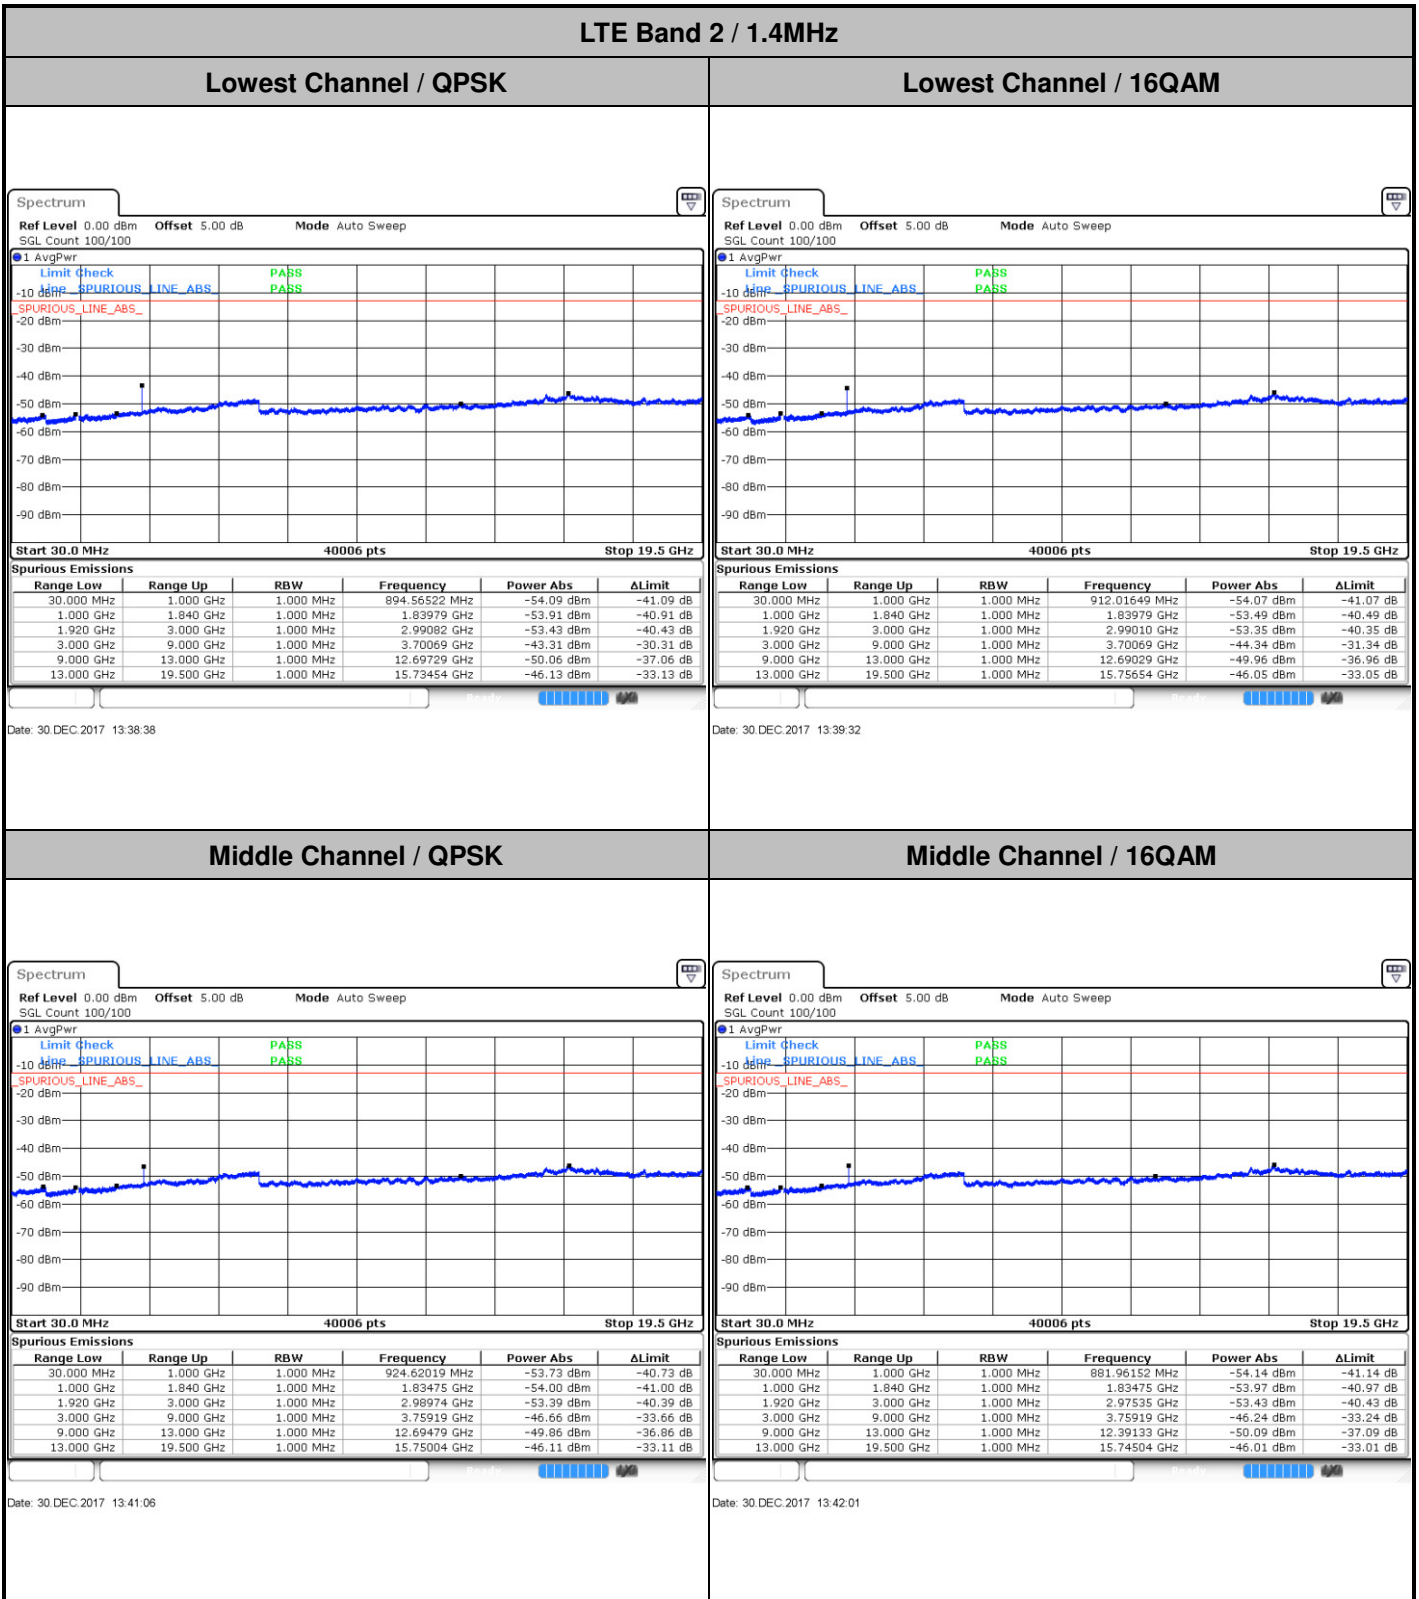 LTE Band 2 / 1.4MHz
Lowest Channel / QPSK
Lowest Channel / 16QAM
Spectrum
Ref Level 0.00 dBm Offset 5.00 dB Mode Auto Sweep
SGL Count 100/100
1 AvgPwr
Limit Check PASS
Line _SPURIOUS_LINE_ABS_ PASS
-10 dBm
_SPURIOUS_LINE_ABS_
-20 dBm
-30 dBm
-40 dBm
-50 dBm
-60 dBm
-70 dBm
-80 dBm
-90 dBm
Start 30.0 MHz 40006 pts Stop 19.5 GHz
Spurious Emissions
Range Low Range Up RBW Frequency Power Abs ΔLimit
30.000 MHz 1.000 GHz 1.000 MHz 894.56522 MHz -54.09 dBm -41.09 dB
1.000 GHz 1.840 GHz 1.000 MHz 1.83979 GHz -53.91 dBm -40.91 dB
1.920 GHz 3.000 GHz 1.000 MHz 2.99082 GHz -53.43 dBm -40.43 dB
3.000 GHz 9.000 GHz 1.000 MHz 3.70069 GHz -43.31 dBm -30.31 dB
9.000 GHz 13.000 GHz 1.000 MHz 12.69729 GHz -50.06 dBm -37.06 dB
13.000 GHz 19.500 GHz 1.000 MHz 15.73454 GHz -46.13 dBm -33.13 dB
Date: 30.DEC.2017 13:38:38
Spectrum
Ref Level 0.00 dBm Offset 5.00 dB Mode Auto Sweep
SGL Count 100/100
1 AvgPwr
Limit Check PASS
Line _SPURIOUS_LINE_ABS_ PASS
-10 dBm
_SPURIOUS_LINE_ABS_
-20 dBm
-30 dBm
-40 dBm
-50 dBm
-60 dBm
-70 dBm
-80 dBm
-90 dBm
Start 30.0 MHz 40006 pts Stop 19.5 GHz
Spurious Emissions
Range Low Range Up RBW Frequency Power Abs ΔLimit
30.000 MHz 1.000 GHz 1.000 MHz 912.01649 MHz -54.07 dBm -41.07 dB
1.000 GHz 1.840 GHz 1.000 MHz 1.83979 GHz -53.49 dBm -40.49 dB
1.920 GHz 3.000 GHz 1.000 MHz 2.99010 GHz -53.35 dBm -40.35 dB
3.000 GHz 9.000 GHz 1.000 MHz 3.70069 GHz -44.34 dBm -31.34 dB
9.000 GHz 13.000 GHz 1.000 MHz 12.69029 GHz -49.96 dBm -36.96 dB
13.000 GHz 19.500 GHz 1.000 MHz 15.75654 GHz -46.05 dBm -33.05 dB
Date: 30.DEC.2017 13:39:32
Middle Channel / QPSK
Middle Channel / 16QAM
Spectrum
Ref Level 0.00 dBm Offset 5.00 dB Mode Auto Sweep
SGL Count 100/100
1 AvgPwr
Limit Check PASS
Line _SPURIOUS_LINE_ABS_ PASS
-10 dBm
_SPURIOUS_LINE_ABS_
-20 dBm
-30 dBm
-40 dBm
-50 dBm
-60 dBm
-70 dBm
-80 dBm
-90 dBm
Start 30.0 MHz 40006 pts Stop 19.5 GHz
Spurious Emissions
Range Low Range Up RBW Frequency Power Abs ΔLimit
30.000 MHz 1.000 GHz 1.000 MHz 924.62019 MHz -53.73 dBm -40.73 dB
1.000 GHz 1.840 GHz 1.000 MHz 1.83475 GHz -54.00 dBm -41.00 dB
1.920 GHz 3.000 GHz 1.000 MHz 2.98974 GHz -53.39 dBm -40.39 dB
3.000 GHz 9.000 GHz 1.000 MHz 3.75919 GHz -46.66 dBm -33.66 dB
9.000 GHz 13.000 GHz 1.000 MHz 12.69479 GHz -49.86 dBm -36.86 dB
13.000 GHz 19.500 GHz 1.000 MHz 15.75004 GHz -46.11 dBm -33.11 dB
Date: 30.DEC.2017 13:41:06
Spectrum
Ref Level 0.00 dBm Offset 5.00 dB Mode Auto Sweep
SGL Count 100/100
1 AvgPwr
Limit Check PASS
Line _SPURIOUS_LINE_ABS_ PASS
-10 dBm
_SPURIOUS_LINE_ABS_
-20 dBm
-30 dBm
-40 dBm
-50 dBm
-60 dBm
-70 dBm
-80 dBm
-90 dBm
Start 30.0 MHz 40006 pts Stop 19.5 GHz
Spurious Emissions
Range Low Range Up RBW Frequency Power Abs ΔLimit
30.000 MHz 1.000 GHz 1.000 MHz 881.96152 MHz -54.14 dBm -41.14 dB
1.000 GHz 1.840 GHz 1.000 MHz 1.83475 GHz -53.97 dBm -40.97 dB
1.920 GHz 3.000 GHz 1.000 MHz 2.97535 GHz -53.43 dBm -40.43 dB
3.000 GHz 9.000 GHz 1.000 MHz 3.75919 GHz -46.24 dBm -33.24 dB
9.000 GHz 13.000 GHz 1.000 MHz 12.39133 GHz -50.09 dBm -37.09 dB
13.000 GHz 19.500 GHz 1.000 MHz 15.74504 GHz -46.01 dBm -33.01 dB
Date: 30.DEC.2017 13:42:01